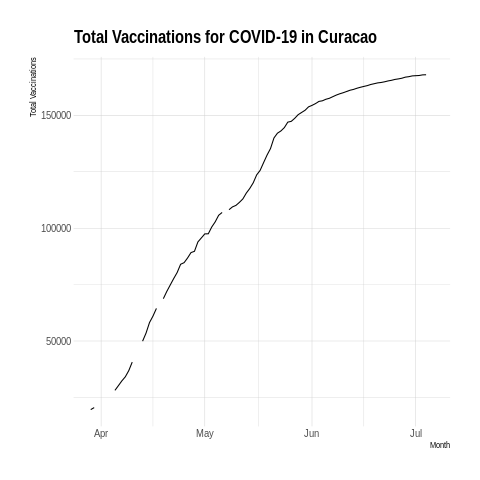 Total Vaccinations for COVID-19 in Curacao
Total Vaccinations
150000
100000
50000
Apr May Jun Jul
Month